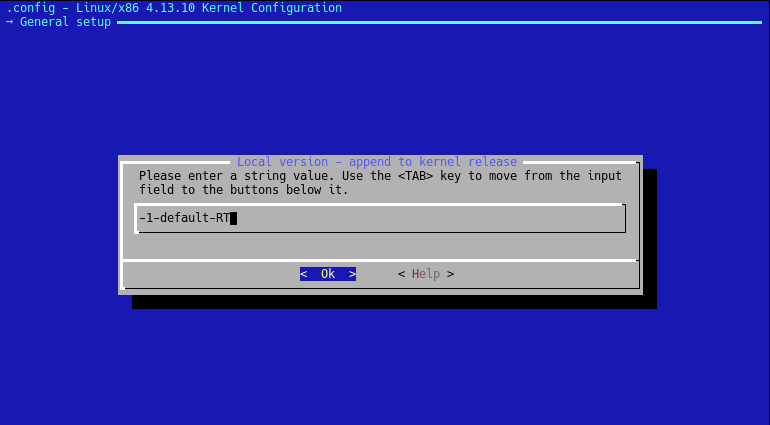 .config - Linux/x86 4.13.10 Kernel Configuration
→ General setup
Local version - append to kernel release
Please enter a string value. Use the <TAB> key to move from the input
field to the buttons below it.
-1-default-RT
<  Ok  > < Help >